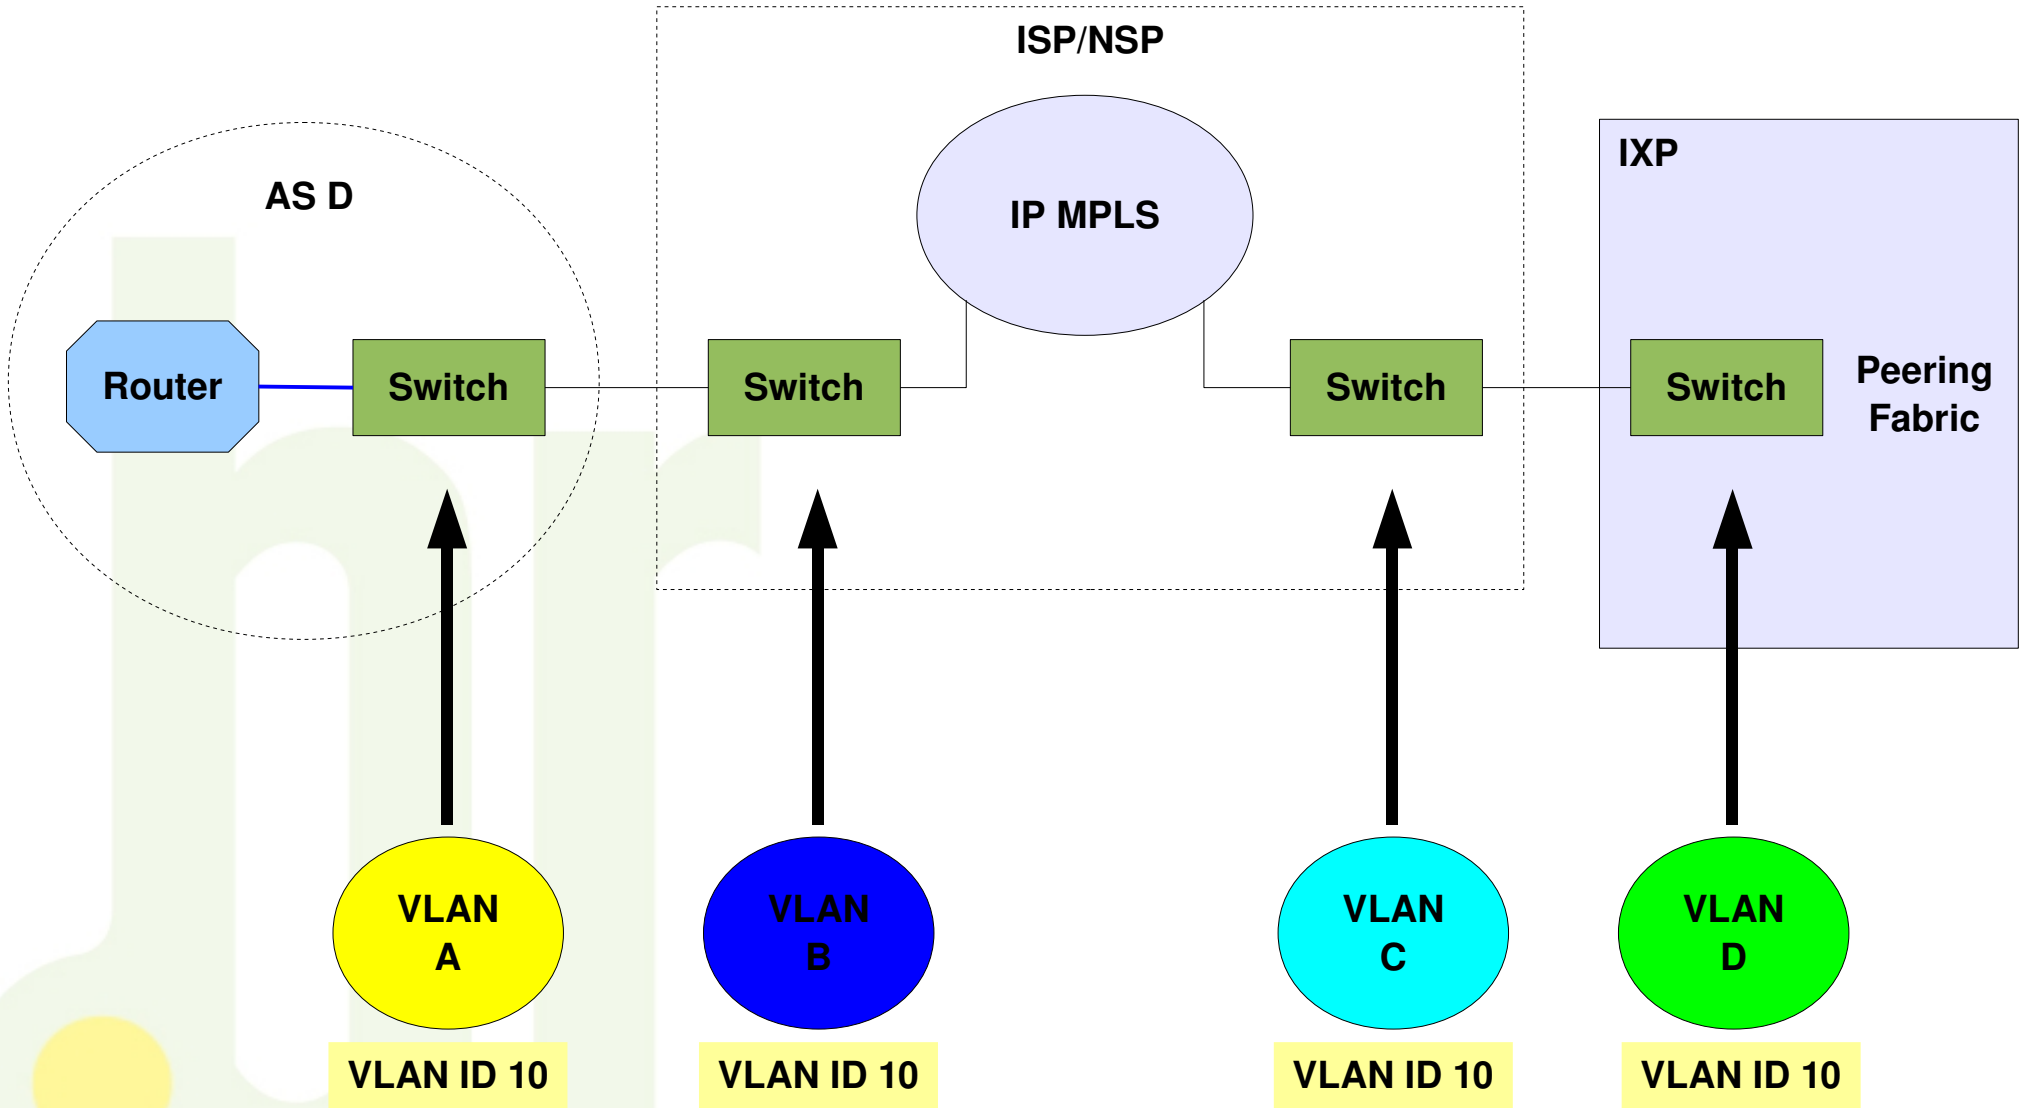 ISP/NSP
IXP
AS D
IP MPLS
Router
Switch
Switch
Switch
Switch
Peering
Fabric
VLAN
A
VLAN
B
VLAN
C
VLAN
D
VLAN ID 10
VLAN ID 10
VLAN ID 10
VLAN ID 10